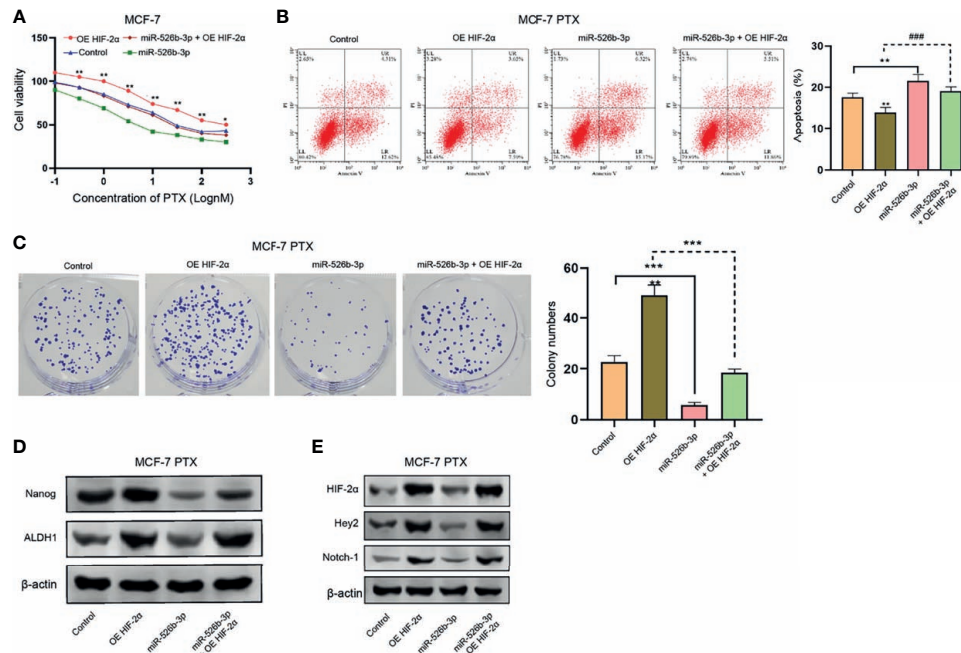 A
MCF-7
OE HIF-2α
miR-526b-3p + OE HIF-2α
Control
miR-526b-3p
Cell viability
150
100
50
** ** ** ** ** ** *
-1
0
1
2
3
Concentration of PTX (LognM)
B
MCF-7 PTX
Control
OE HIF-2α
miR-526b-3p
miR-526b-3p + OE HIF-2α
UL
UR
LL
LR
PI
Annexin V
Apoptosis (%)
30
20
10
0
**
**
###
Control
OE HIF-2α
miR-526b-3p
miR-526b-3p
+ OE HIF-2α
C
MCF-7 PTX
Control
OE HIF-2α
miR-526b-3p
miR-526b-3p + OE HIF-2α
Colony numbers
60
40
20
0
***
***
**
Control
OE HIF-2α
miR-526b-3p
miR-526b-3p
+ OE HIF-2α
D
MCF-7 PTX
Nanog
ALDH1
β-actin
Control
OE HIF-2α
miR-526b-3p
miR-526b-3p
OE HIF-2α
E
MCF-7 PTX
HIF-2α
Hey2
Notch-1
β-actin
Control
OE HIF-2α
miR-526b-3p
miR-526b-3p
OE HIF-2α